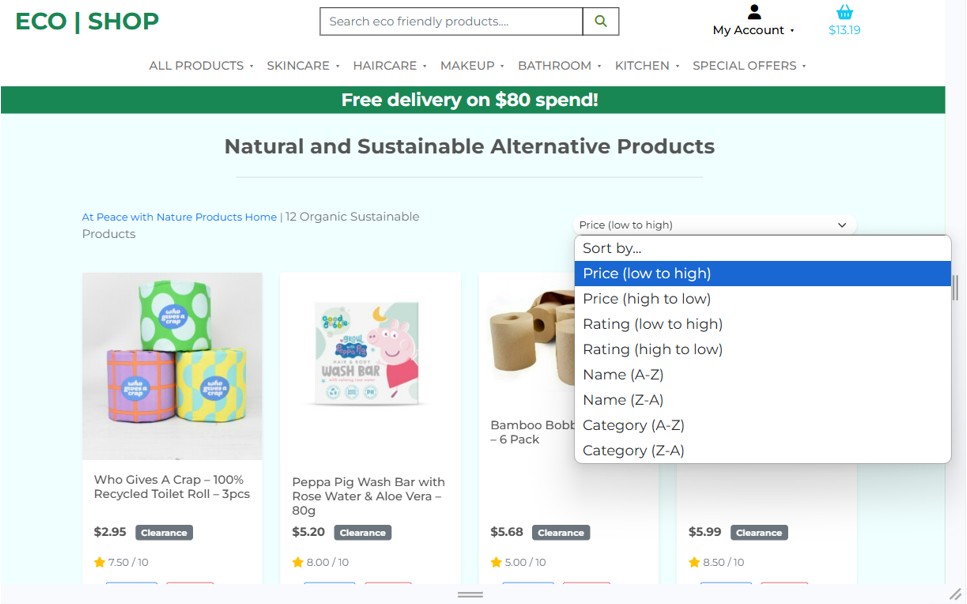 ECO | SHOP
Search eco friendly products....
My Account
$13.19
ALL PRODUCTS
SKINCARE
HAIRCARE
MAKEUP
BATHROOM
KITCHEN
SPECIAL OFFERS
Free delivery on $80 spend!
Natural and Sustainable Alternative Products
At Peace with Nature Products Home | 12 Organic Sustainable
Products
Price (low to high)
Sort by...
Price (low to high)
Price (high to low)
Rating (low to high)
Rating (high to low)
Name (A-Z)
Name (Z-A)
Category (A-Z)
Category (Z-A)
who
gives a
crap
who
gives a
crap
who
gives a
crap
Who Gives A Crap – 100%
Recycled Toilet Roll – 3pcs
$2.95
Clearance
7.50 / 10
Peppa Pig
HAIR & BODY
WASH BAR
Peppa Pig Wash Bar with
Rose Water & Aloe Vera –
80g
$5.20
Clearance
8.00 / 10
Bamboo
– 6 Pack
$5.68
Clearance
5.00 / 10
$5.99
Clearance
8.50 / 10